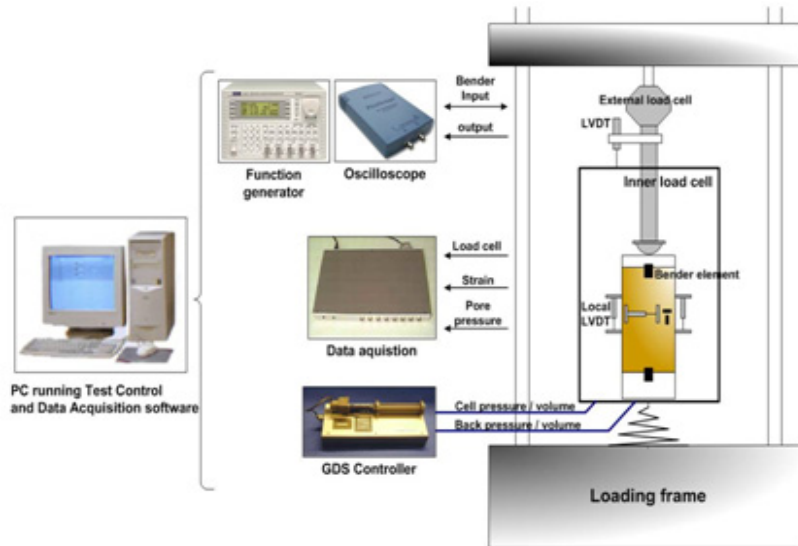 Bender
Input
output
Function
generator
Oscilloscope
External load cell
LVDT
Inner load cell
Load cell
Strain
Pore
pressure
Data aquistion
Bender element
Local
LVDT
PC running Test Control
and Data Acquisition software
Cell pressure / volume
Back pressure / volume
GDS Controller
Loading frame